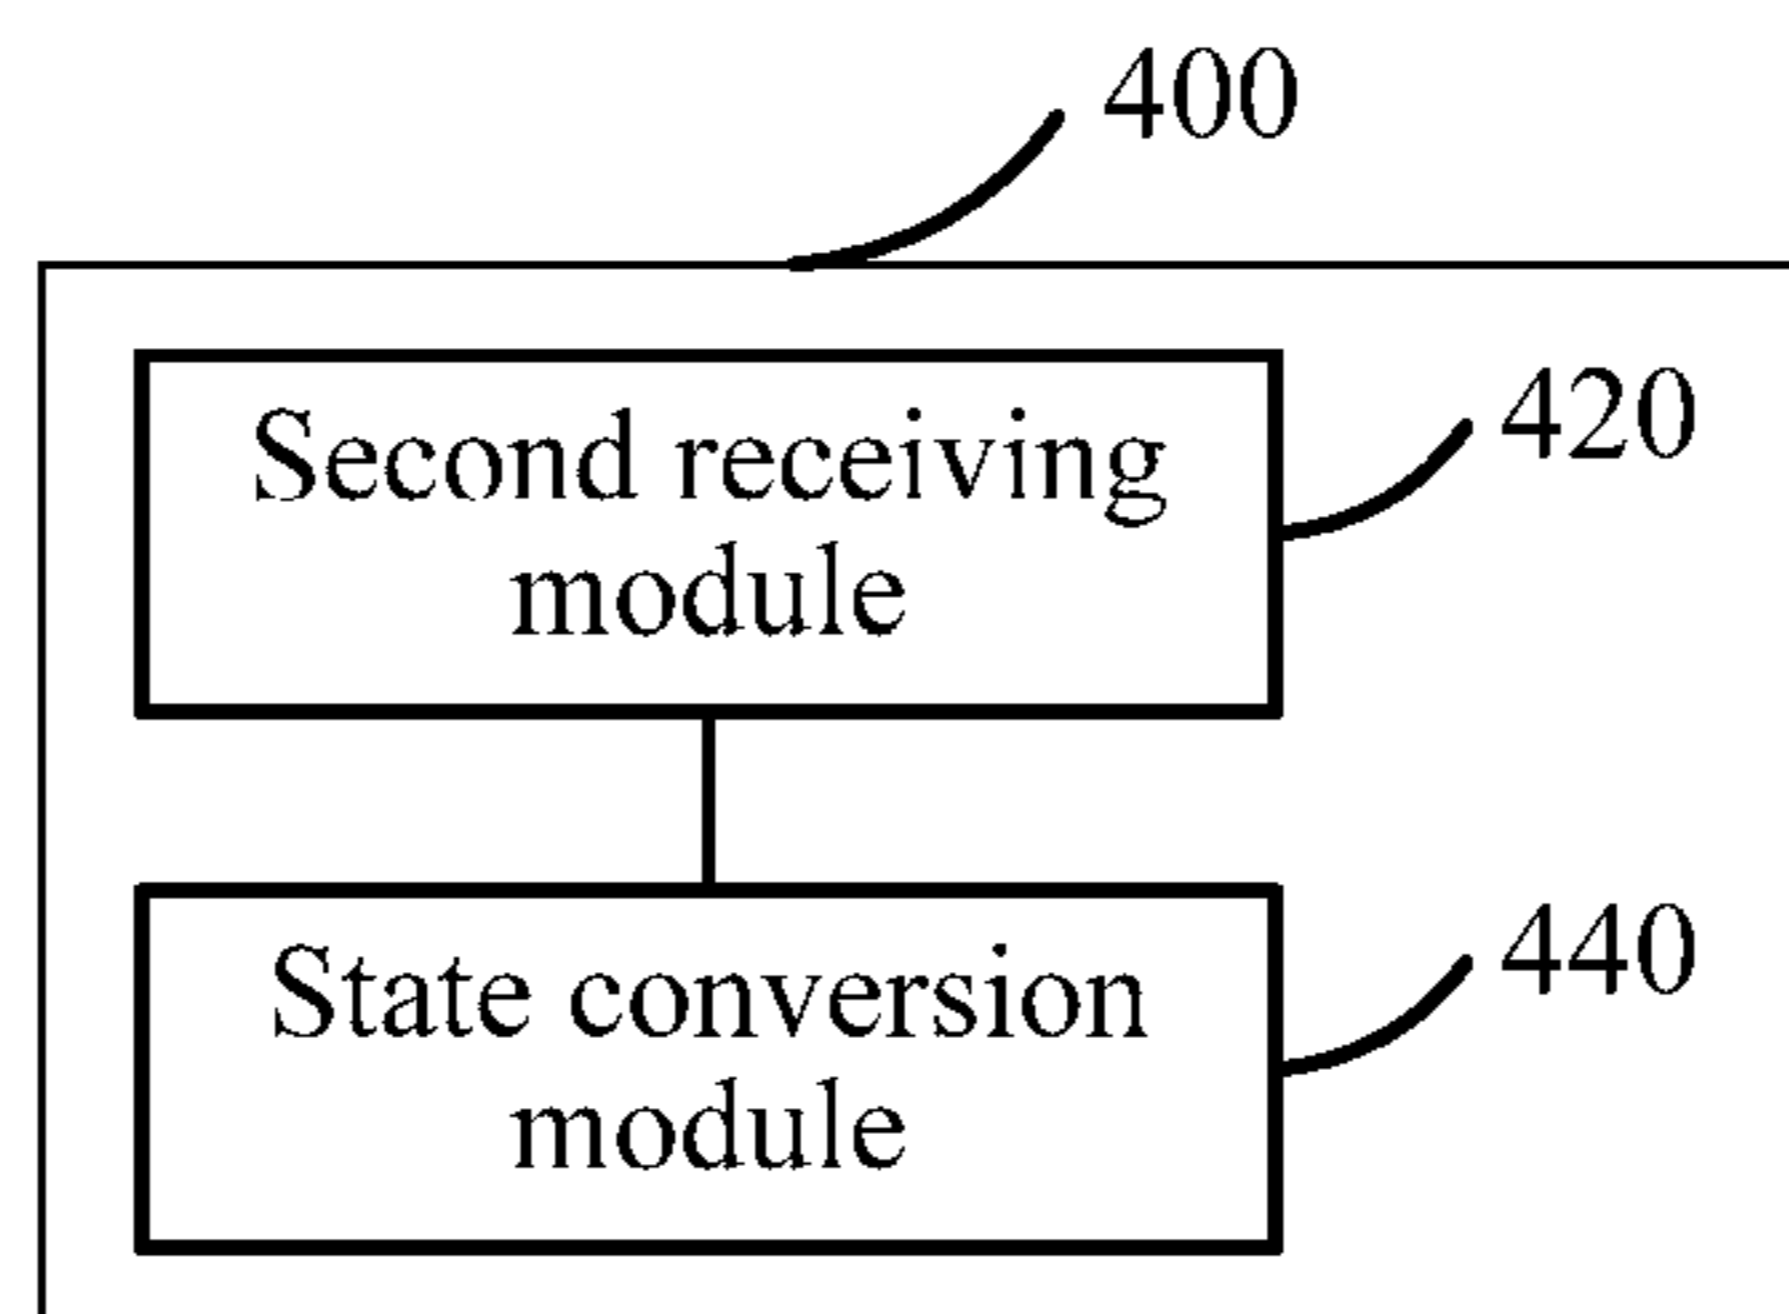 400
Second receiving
module
420
State conversion
module
440